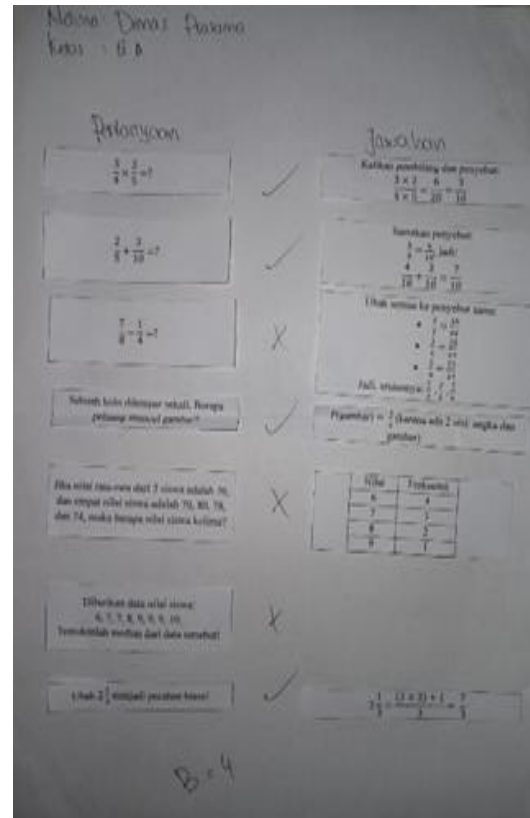 Nama : Dimas Pratama
Kelas : 6 A
Pertanyaan
Jawaban
3/4 × 2/5 =?
Kalikan pembilang dan penyebut:
3 × 2 / 4 × 5 = 6/20 = 3/10
2/5 + 3/10 =?
Samakan penyebut:
jadi:
4/10 + 3/10 = 7/10
7/8 - 1/4 =?
X
Ubah semua ke penyebut sama:
Jadi, urutannya:
Sebuah koin dilempar sekali. Berapa
peluang muncul gambar?
P(gambar) = 1/2 (karena ada 2 sisi: angka dan
gambar)
Jika nilai rata-rata dari 5 siswa adalah 76,
dan empat nilai siswa adalah 70, 80, 78,
dan 74, maka berapa nilai siswa kelima?
X
Nilai Frekuensi
6 4
7 3
8 2
9 1
Diberikan data nilai siswa:
6, 7, 7, 8, 9, 9, 9, 10.
Tentukanlah median dari data tersebut!
X
Ubah 2 1/3 menjadi pecahan biasa!
2 1/3 = (2 × 3) + 1 / 3 = 7/3
B = 4